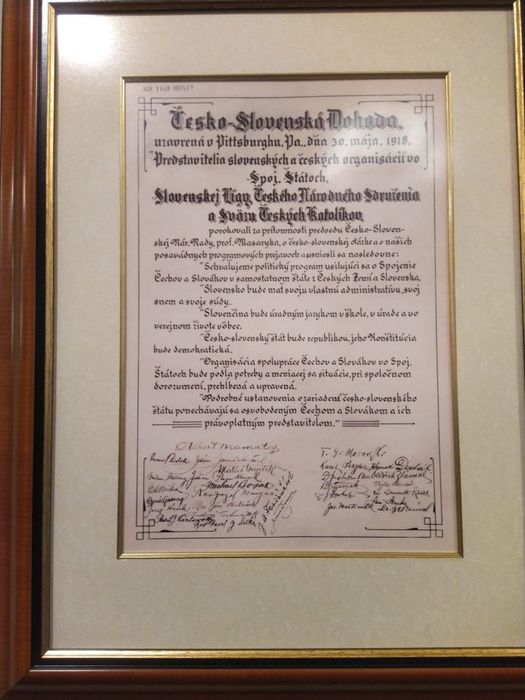 Česko-Slovenská Dohoda,
uzavrená v Pittsburghu, Pa., dňa 30. mája, 1918.
Predstavitelia slovenských a českých organisácií vo
Spoj. Štátoch,
Slovenskej Ligy, Českého Národného Sdruženia
a Sväzu Českých Katolíkov,
porokovali za prítomnosti predsedu Česko-Sloven-
skej Nár. Rady, prof. Masaryka, o česko-slovenskej otázke a o našich
posavádnych programových prejavoch a usniesli sa nasledovne:
"Schvaľujeme politický program usilujúci sa o Spojenie
Čechov a Slovákov v samostatnom štáte z Českých Zemí a Slovenska.
"Slovensko bude mať svoju vlastnú administratívu, svoj
snem a svoje súdy.
"Slovenčina bude úradným jazykom v škole, v úrade a vo
verejnom živote vôbec.
"Česko-slovenský štát bude republikou, jeho Konštitúcia
bude demokratická.
"Organisácia spolupráce Čechov a Slovákov vo Spoj.
Štátoch bude podľa potreby a meniacej sa situácie, pri spoločnom
dorozumení, prehlbená a upravená.
"Podrobné ustanovenia o zariadení česko-slovenského
štátu ponechávajú sa osvobodeným Čechom a Slovákom a ich
právoplatným predstaviteľom."
Albert Mamatey
T. G. Masaryk